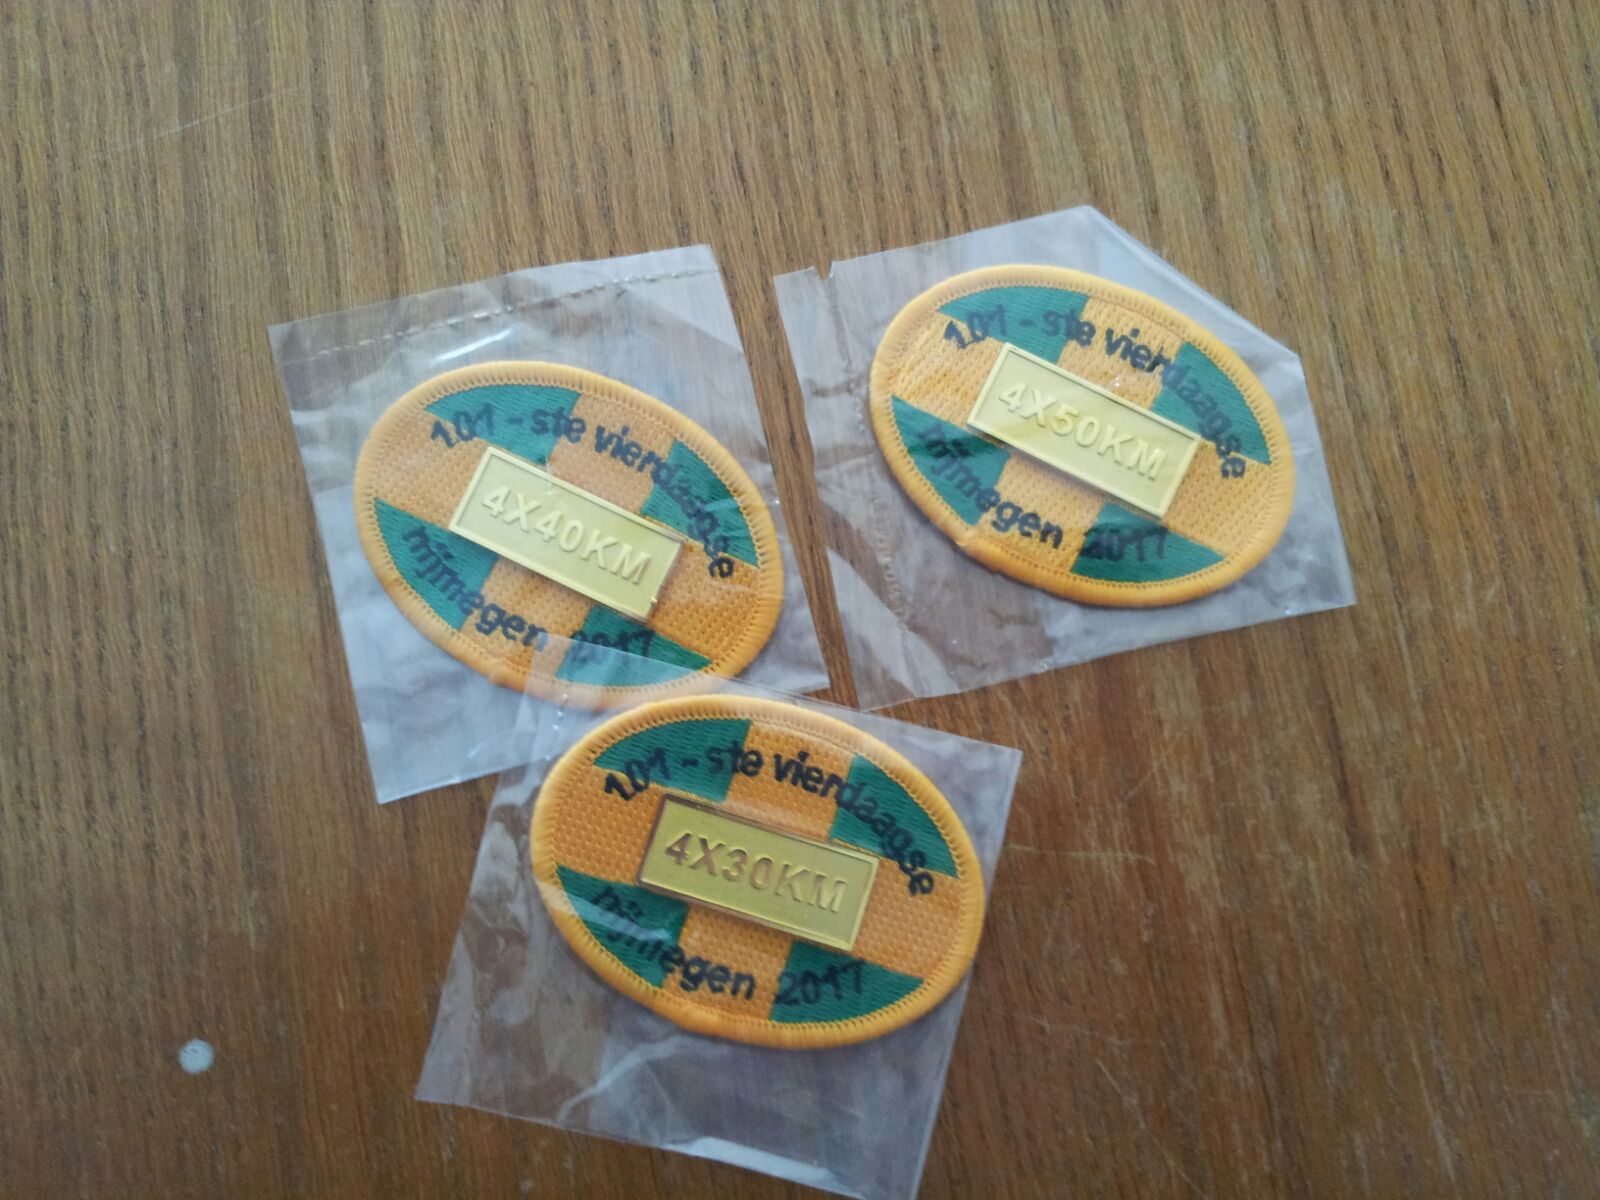 101-ste vierdaagse
4X40KM
nijmegen 2017
101-ste vierdaagse
4X50KM
nijmegen 2017
101-ste vierdaagse
4X30KM
nijmegen 2017